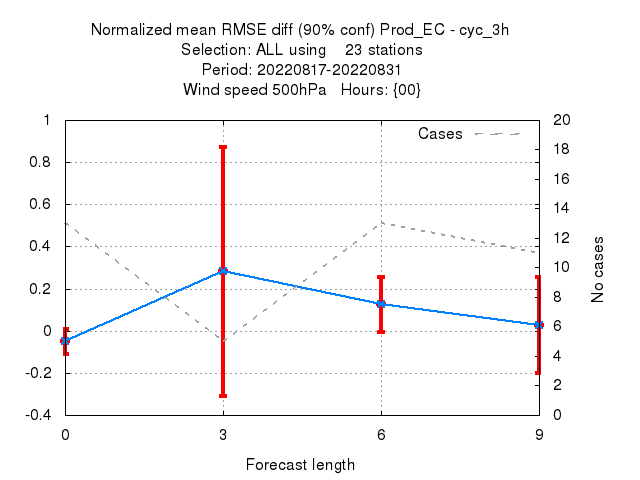 Normalized mean RMSE diff (90% conf) Prod_EC - cyc_3h
Selection: ALL using 23 stations
Period: 20220817-20220831
Wind speed 500hPa Hours: {00}
Cases
1
0.8
0.6
0.4
0.2
0
-0.2
-0.4
20
18
16
14
12
10
8
6
4
2
0
No cases
0 3 6 9
Forecast length